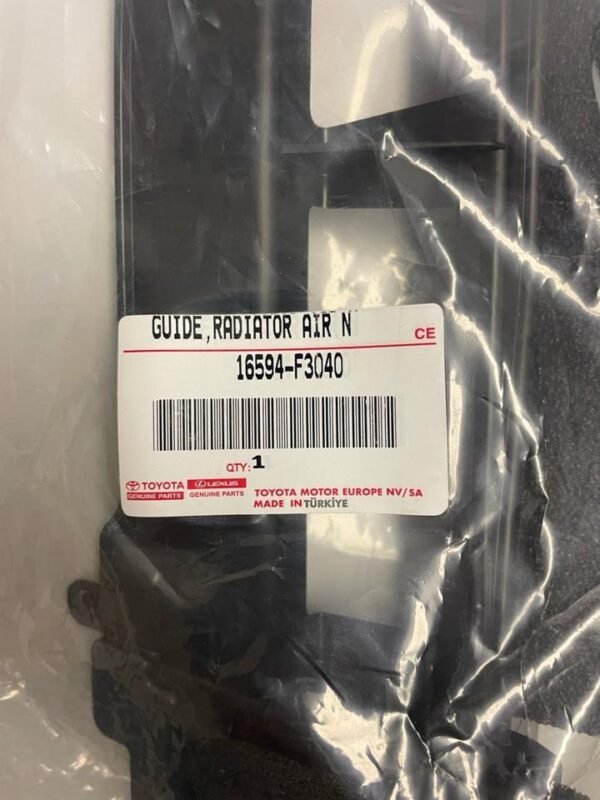 GUIDE,RADIATOR AIR N
CE
16594-F3040
QTY:1
TOYOTA
GENUINE PARTS
LEXUS
GENUINE PARTS
TOYOTA MOTOR EUROPE NV/SA
MADE IN TÜRKİYE